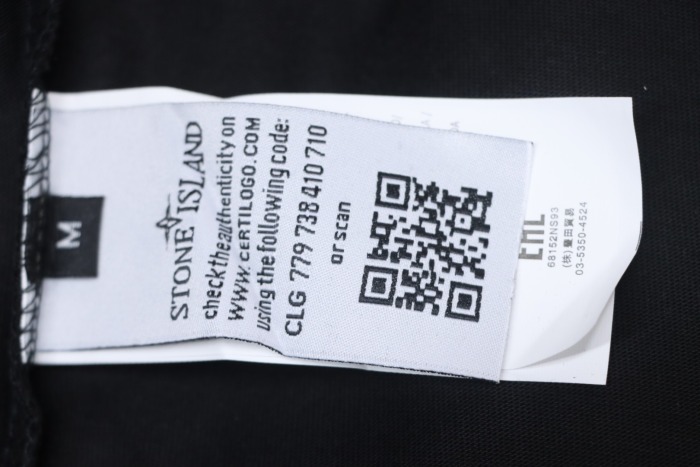 M
STONE ISLAND
check the authenticity on
WWW.CERTILOGO.COM
using the following code:
CLG 779 738 410 710
or scan
EAC
68152NS93
(株)豊田貿易
03-5350-4524